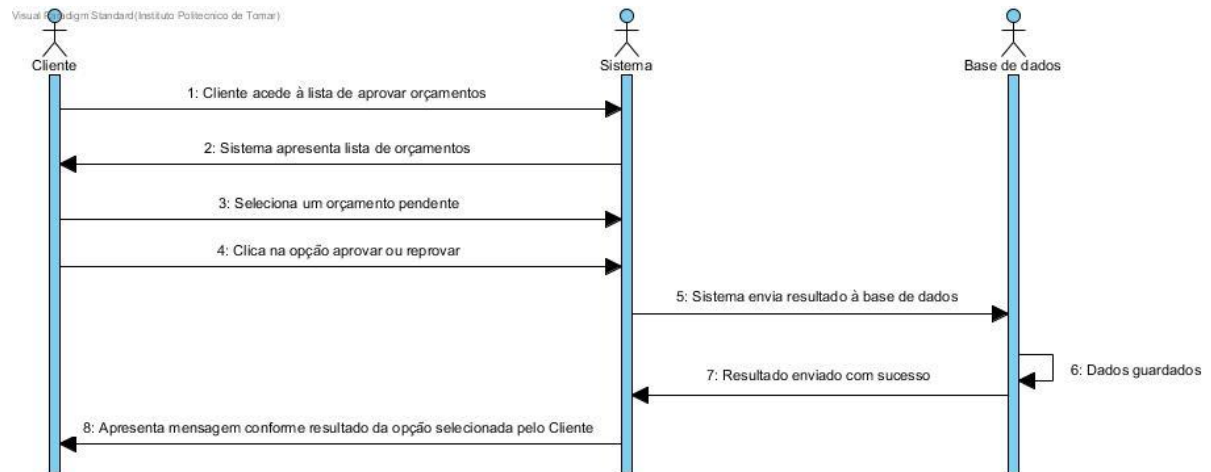 Visual Paradigm Standard(Instituto Politecnico de Tomar)
Cliente
Sistema
Base de dados
1: Cliente acede à lista de aprovar orçamentos
2: Sistema apresenta lista de orçamentos
3: Seleciona um orçamento pendente
4: Clica na opção aprovar ou reprovar
5: Sistema envia resultado à base de dados
6: Dados guardados
7: Resultado enviado com sucesso
8: Apresenta mensagem conforme resultado da opção selecionada pelo Cliente